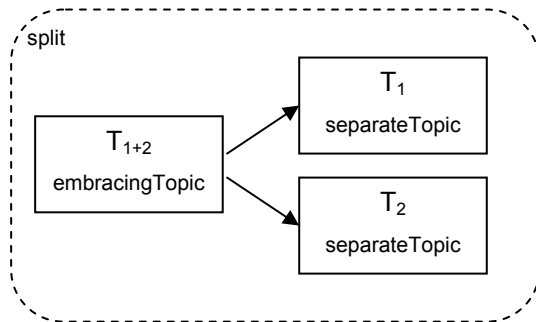 split
T1+2
embracingTopic
T1
separateTopic
T2
separateTopic